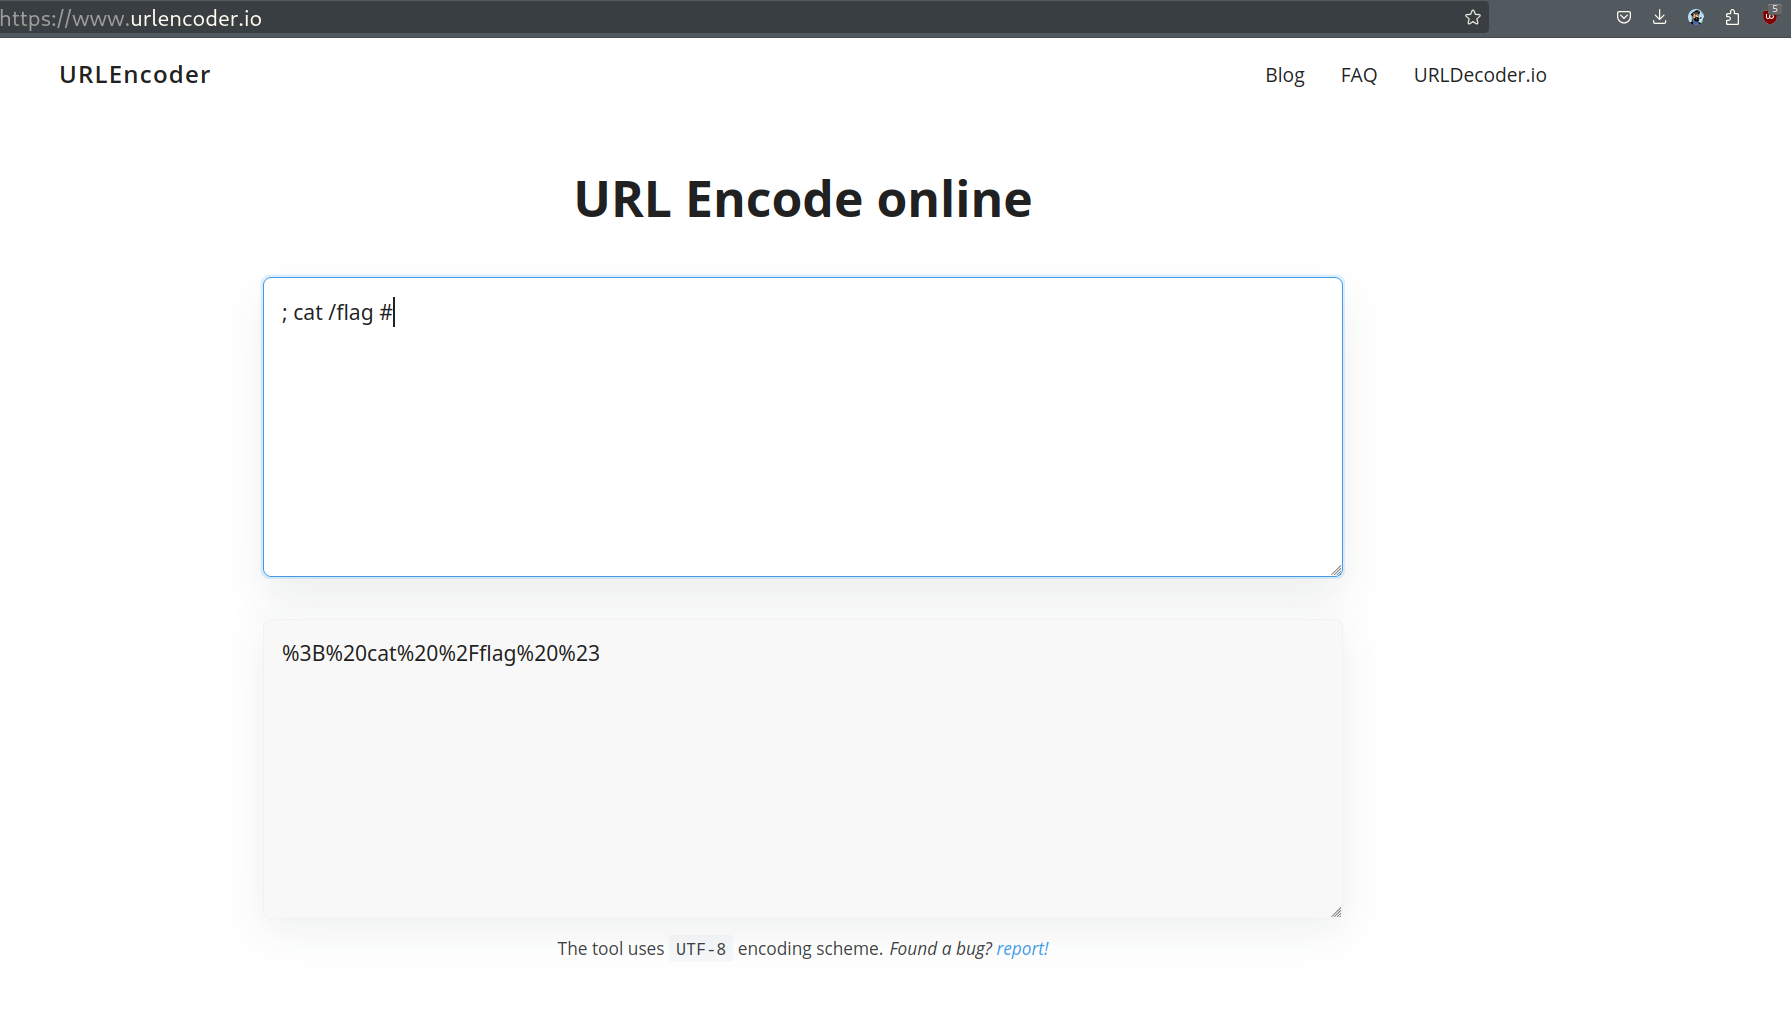 https://www.urlencoder.io
5
URLEncoder
Blog FAQ URLDecoder.io
URL Encode online
; cat /flag #
%3B%20cat%20%2Fflag%20%23
The tool uses UTF-8 encoding scheme. Found a bug? report!